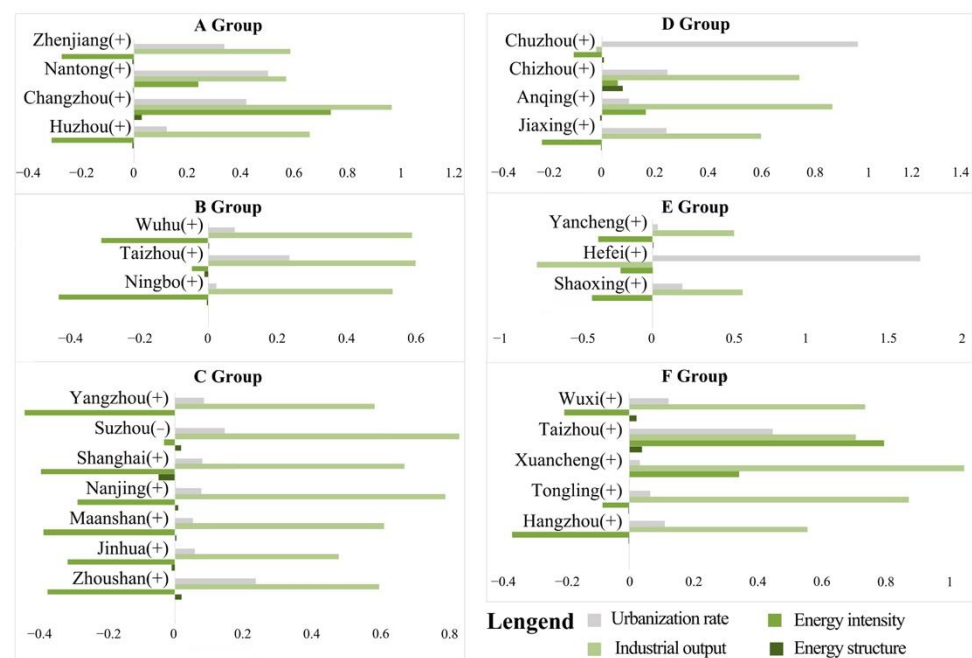 A Group
Zhenjiang(+)
Nantong(+)
Changzhou(+)
Huzhou(+)
−0.4 −0.2 0 0.2 0.4 0.6 0.8 1 1.2
B Group
Wuhu(+)
Taizhou(+)
Ningbo(+)
−0.4 −0.2 0 0.2 0.4 0.6
C Group
Yangzhou(+)
Suzhou(−)
Shanghai(+)
Nanjing(+)
Maanshan(+)
Jinhua(+)
Zhoushan(+)
−0.4 −0.2 0 0.2 0.4 0.6 0.8
D Group
Chuzhou(+)
Chizhou(+)
Anqing(+)
Jiaxing(+)
−0.4 −0.2 0 0.2 0.4 0.6 0.8 1 1.2 1.4
E Group
Yancheng(+)
Hefei(+)
Shaoxing(+)
−1 −0.5 0 0.5 1 1.5 2
F Group
Wuxi(+)
Taizhou(+)
Xuancheng(+)
Tongling(+)
Hangzhou(+)
−0.4 −0.2 0 0.2 0.4 0.6 0.8 1
Lengend Urbanization rate Energy intensity
Industrial output Energy structure